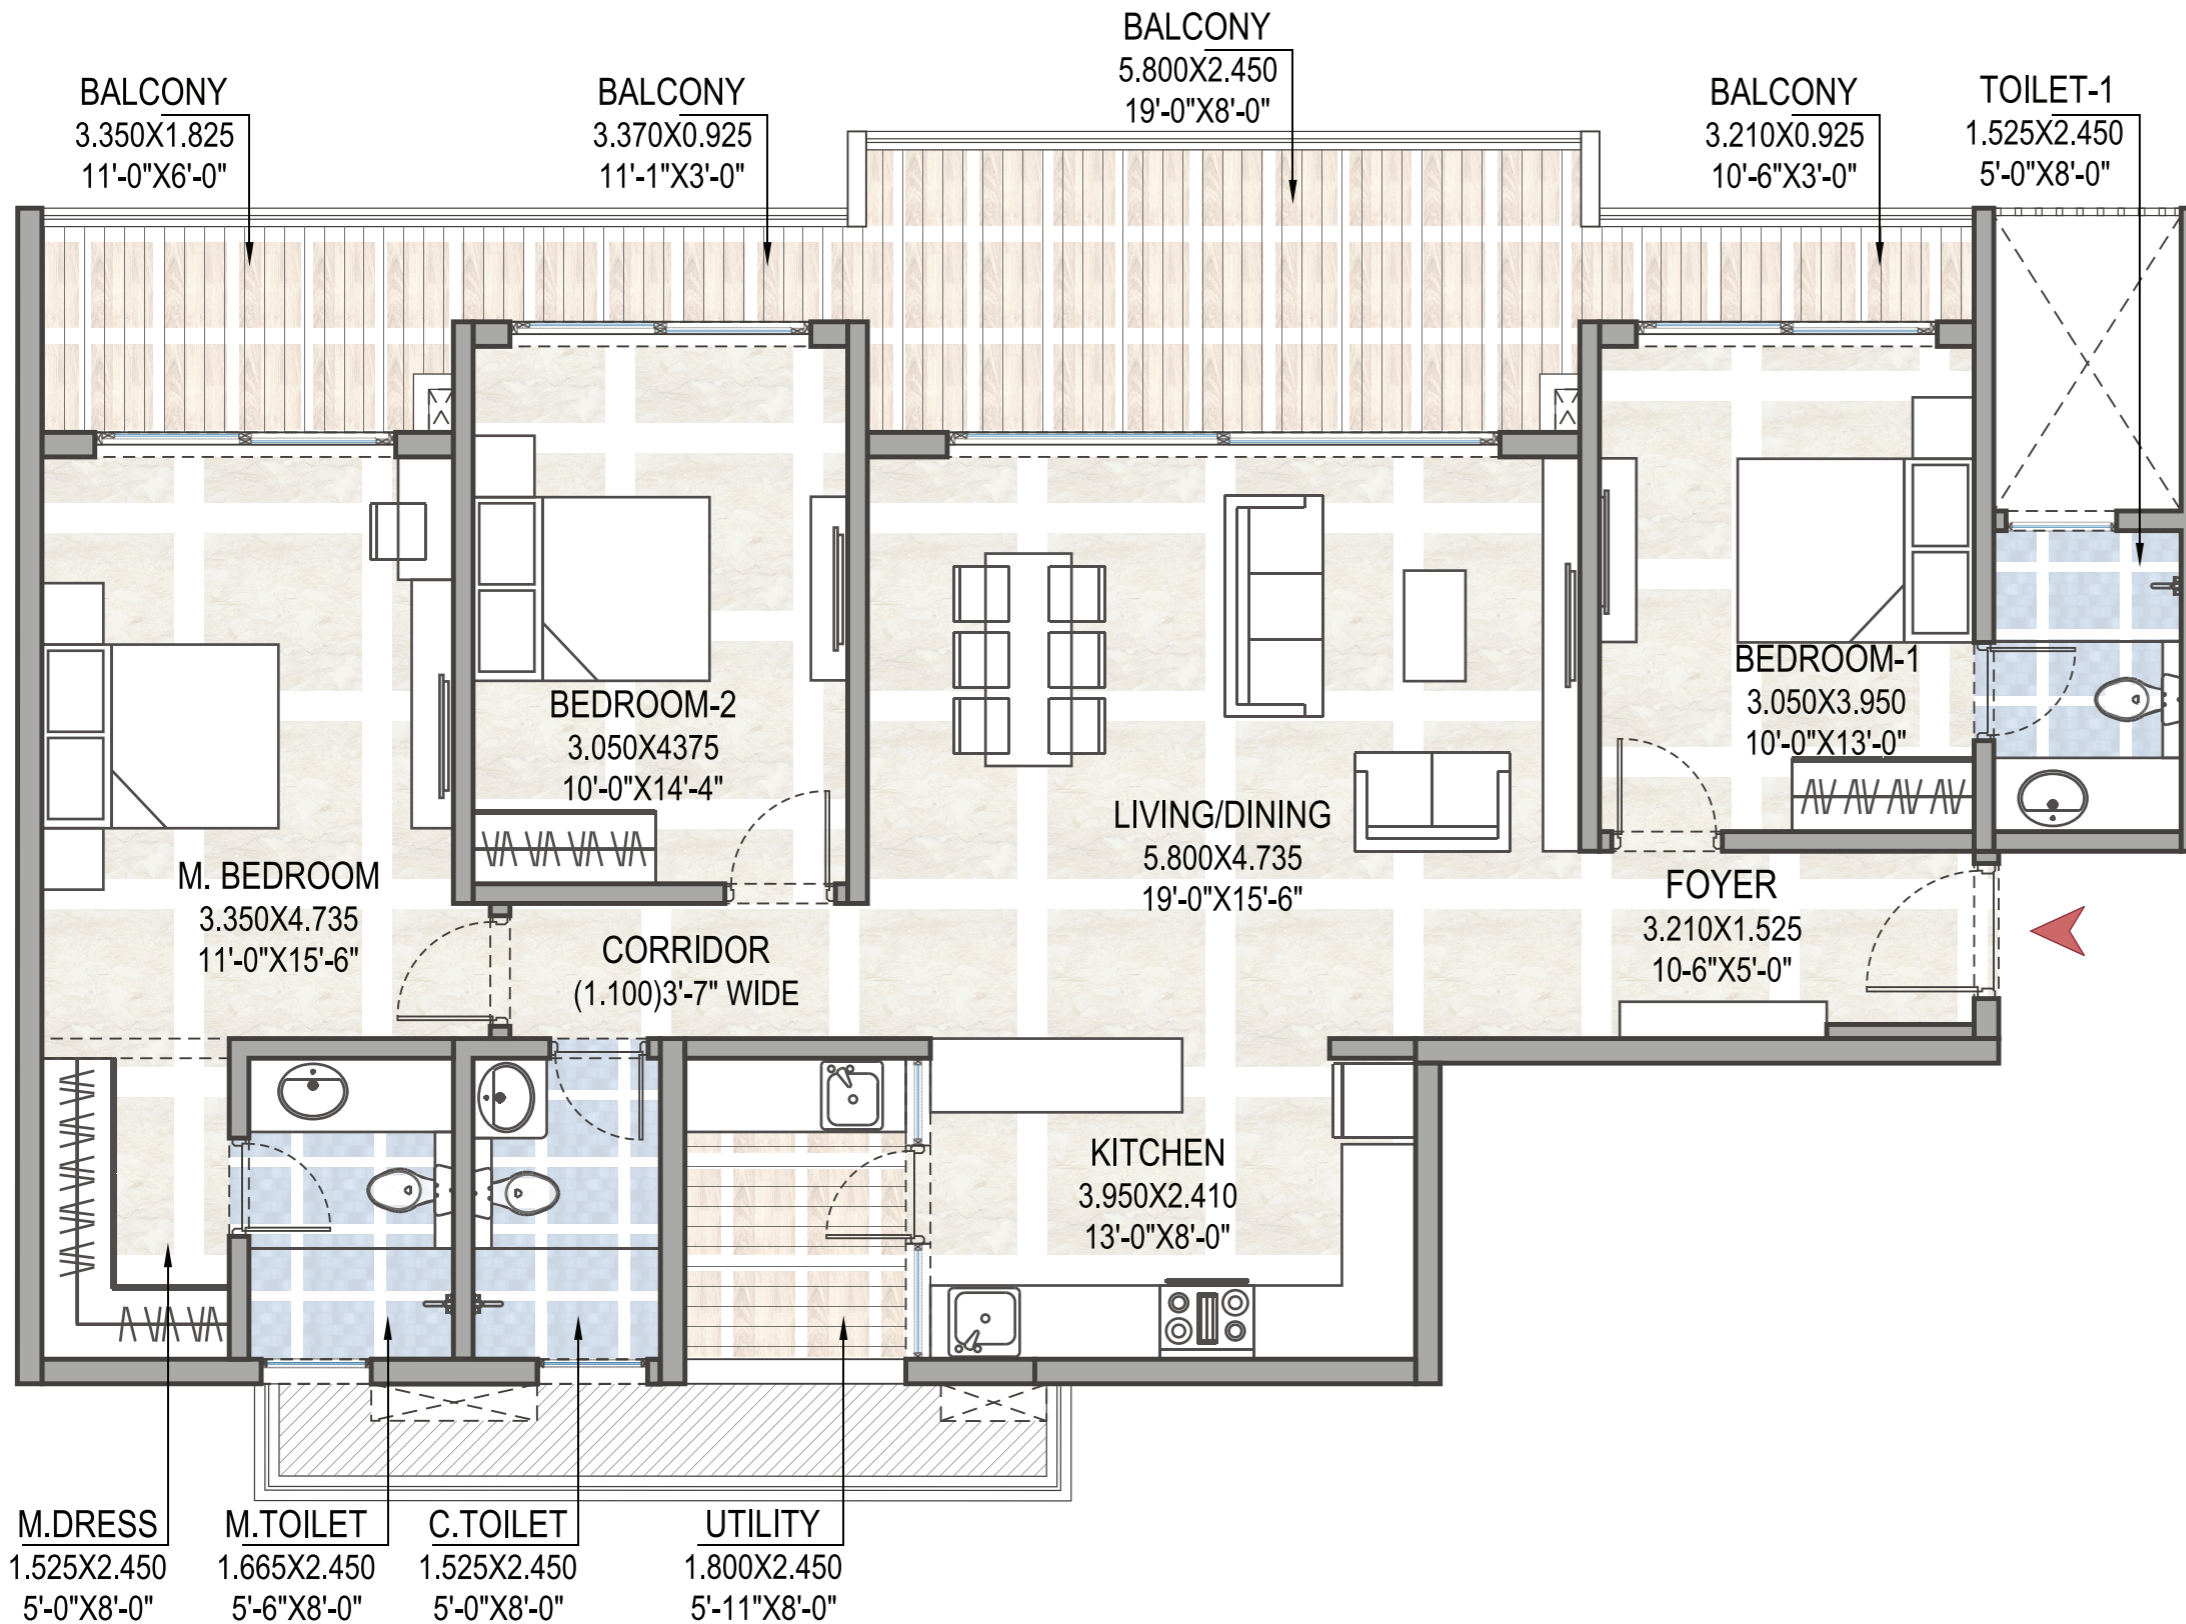 BALCONY
5.800X2.450
19'-0"X8'-0"
BALCONY
3.350X1.825
11'-0"X6'-0"
BALCONY
3.370X0.925
11'-1"X3'-0"
BALCONY
3.210X0.925
10'-6"X3'-0"
TOILET-1
1.525X2.450
5'-0"X8'-0"
BEDROOM-1
3.050X3.950
10'-0"X13'-0"
BEDROOM-2
3.050X4375
10'-0"X14'-4"
LIVING/DINING
5.800X4.735
19'-0"X15'-6"
M. BEDROOM
3.350X4.735
11'-0"X15'-6"
FOYER
3.210X1.525
10-6"X5'-0"
CORRIDOR
(1.100)3'-7" WIDE
KITCHEN
3.950X2.410
13'-0"X8'-0"
M.DRESS
1.525X2.450
5'-0"X8'-0"
M.TOILET
1.665X2.450
5'-6"X8'-0"
C.TOILET
1.525X2.450
5'-0"X8'-0"
UTILITY
1.800X2.450
5'-11"X8'-0"